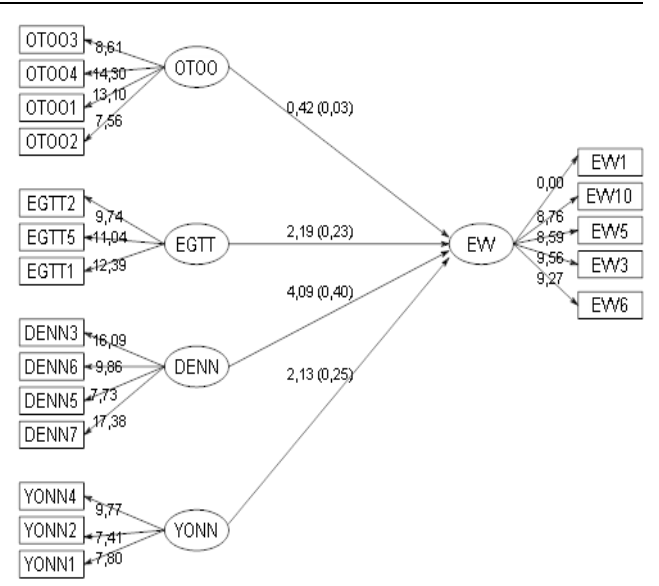 OTOO3
8,61
OTOO4
14,30
OTOO1
13,10
OTOO2
7,56
OTOO
0,42 (0,03)
EGTT2
9,74
EGTT5
11,04
EGTT1
12,39
EGTT
2,19 (0,23)
DENN3
16,09
DENN6
9,86
DENN5
7,73
DENN7
17,38
DENN
4,09 (0,40)
YONN4
9,77
YONN2
7,41
YONN1
7,80
YONN
2,13 (0,25)
EW
EW1
0,00
EW10
8,76
EW5
8,59
EW3
9,56
EW6
9,27